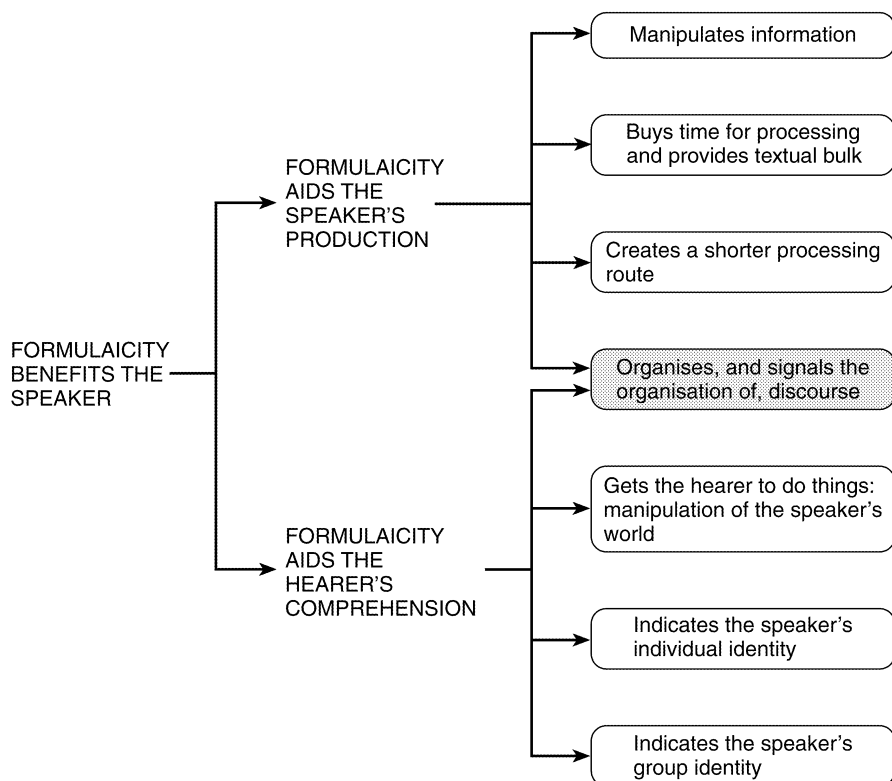 Manipulates information
Buys time for processing
and provides textual bulk
FORMULAICITY
AIDS THE
SPEAKER'S
PRODUCTION
Creates a shorter processing
route
FORMULAICITY
BENEFITS THE
SPEAKER
Organises, and signals the
organisation of, discourse
Gets the hearer to do things:
manipulation of the speaker's
world
FORMULAICITY
AIDS THE
HEARER'S
COMPREHENSION
Indicates the speaker's
individual identity
Indicates the speaker's
group identity